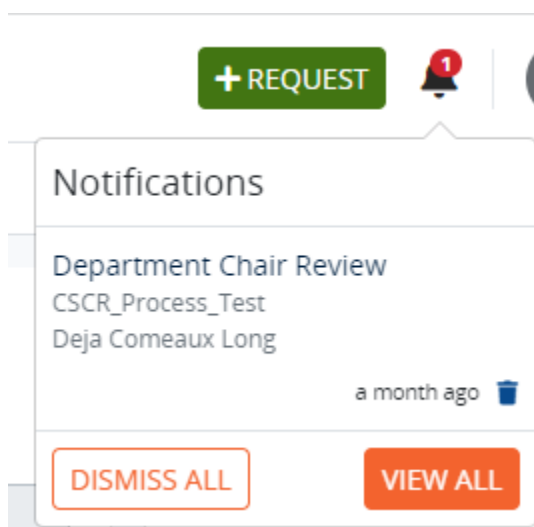 + REQUEST
1
Notifications
Department Chair Review
CSCR_Process_Test
Deja Comeaux Long
a month ago
DISMISS ALL
VIEW ALL